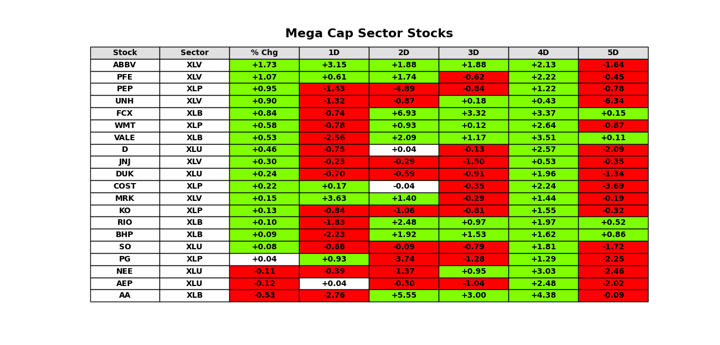 Mega Cap Sector Stocks
Stock Sector % Chg 1D 2D 3D 4D 5D
ABBV XLV +1.73 +3.15 +1.88 +1.88 +2.13 -1.64
PFE XLV +1.07 +0.61 +1.74 -0.62 +2.22 -0.45
PEP XLP +0.95 -1.43 -4.89 -0.84 +1.22 -0.78
UNH XLV +0.90 -1.32 -0.87 +0.18 +0.43 -6.34
FCX XLB +0.84 -0.74 +6.93 +3.32 +3.37 +0.15
WMT XLP +0.58 -0.78 +0.93 +0.12 +2.64 -0.87
VALE XLB +0.53 -2.56 +2.09 +1.17 +3.51 +0.11
D XLU +0.46 -0.75 +0.04 -0.13 +2.57 -2.09
JNJ XLV +0.30 -0.23 -0.29 -1.50 +0.53 -0.35
DUK XLU +0.24 -0.70 -0.59 -0.91 +1.96 -1.34
COST XLP +0.22 +0.17 -0.04 -0.35 +2.24 -3.69
MRK XLV +0.15 +3.63 +1.40 -0.29 +1.44 -0.19
KO XLP +0.13 -0.84 -1.06 -0.81 +1.55 -0.32
RIO XLB +0.10 -1.83 +2.48 +0.97 +1.97 +0.52
BHP XLB +0.09 -2.23 +1.92 +1.53 +1.62 +0.86
SO XLU +0.08 -0.68 -0.09 -0.79 +1.81 -1.72
PG XLP +0.04 +0.93 -3.74 -1.28 +1.29 -2.25
NEE XLU -0.11 -0.39 -1.37 +0.95 +3.03 -2.46
AEP XLU -0.12 +0.04 -0.30 -1.04 +2.48 -2.02
AA XLB -0.53 -2.76 +5.55 +3.00 +4.38 -0.09